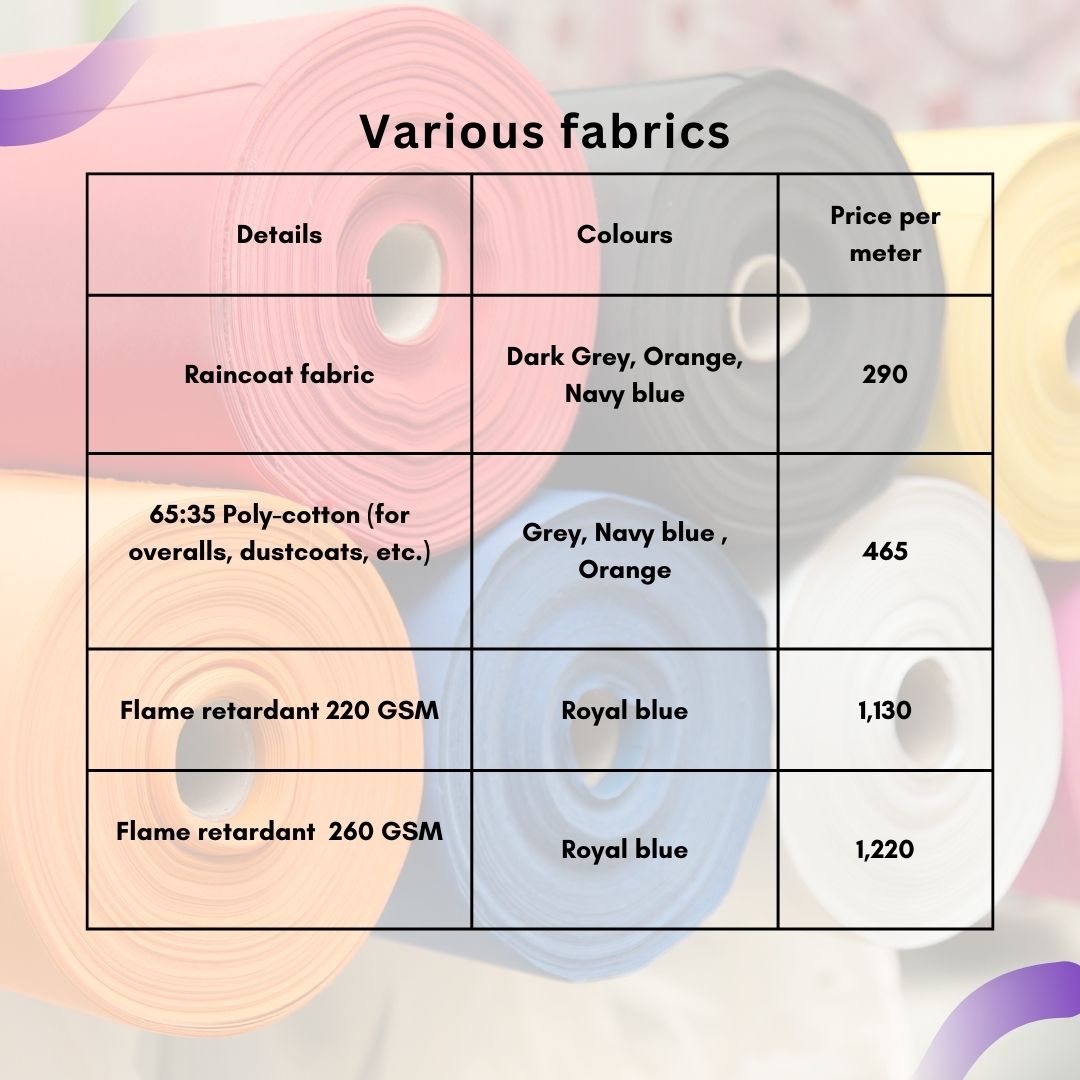 Various fabrics
Details
Colours
Price per
meter
Raincoat fabric
Dark Grey, Orange,
Navy blue
290
65:35 Poly-cotton (for
overalls, dustcoats, etc.)
Grey, Navy blue ,
Orange
465
Flame retardant 220 GSM
Royal blue
1,130
Flame retardant  260 GSM
Royal blue
1,220